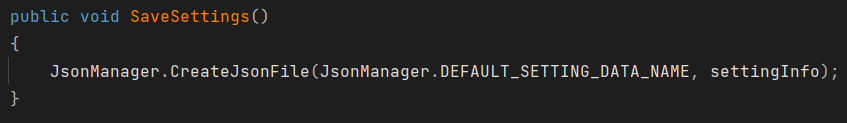 public void SaveSettings()
{
    JsonManager.CreateJsonFile(JsonManager.DEFAULT_SETTING_DATA_NAME, settingInfo);
}